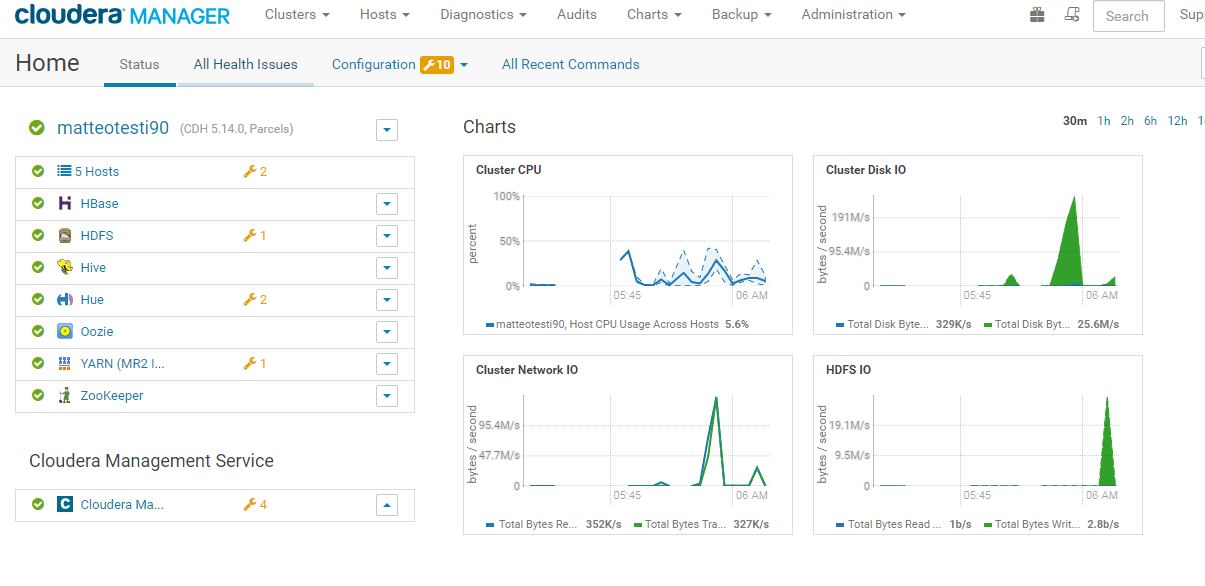 cloudera MANAGER Clusters Hosts Diagnostics Audits Charts Backup Administration Search Supp
Home Status All Health Issues Configuration 10 All Recent Commands
matteotesti90 (CDH 5.14.0, Parcels)
5 Hosts 2
HBase
HDFS 1
Hive
Hue 2
Oozie
YARN (MR2 I... 1
ZooKeeper
Cloudera Management Service
Cloudera Ma... 4
Charts
30m 1h 2h 6h 12h 1
Cluster CPU
percent
100%
50%
0%
05:45 06 AM
matteotesti90, Host CPU Usage Across Hosts 5.6%
Cluster Disk IO
bytes / second
191M/s
95.4M/s
0
05:45 06 AM
Total Disk Byte... 329K/s Total Disk Byt... 25.6M/s
Cluster Network IO
bytes / second
95.4M/s
47.7M/s
0
05:45 06 AM
Total Bytes Re... 352K/s Total Bytes Tra... 327K/s
HDFS IO
bytes / second
19.1M/s
9.5M/s
0
05:45 06 AM
Total Bytes Read ... 1b/s Total Bytes Writ... 2.8b/s